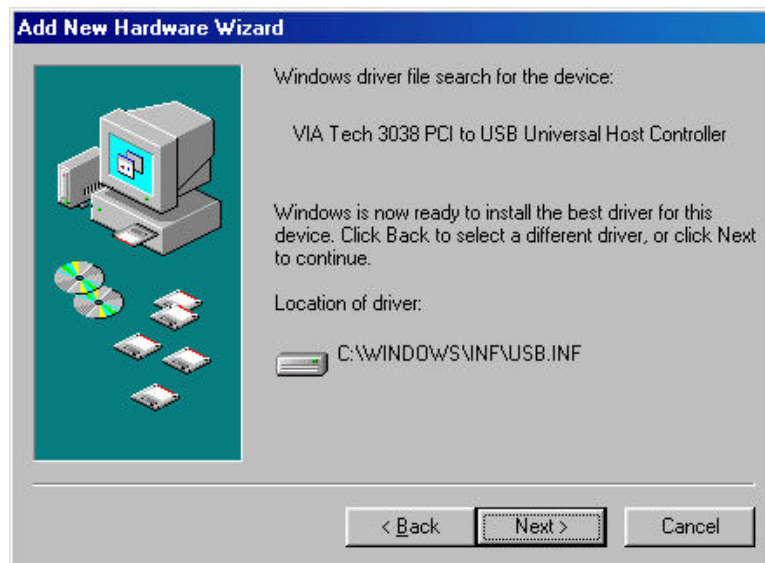 Add New Hardware Wizard
Windows driver file search for the device:
VIA Tech 3038 PCI to USB Universal Host Controller
Windows is now ready to install the best driver for this
device. Click Back to select a different driver, or click Next
to continue.
Location of driver:
C:\WINDOWS\INF\USB.INF
< Back
Next >
Cancel